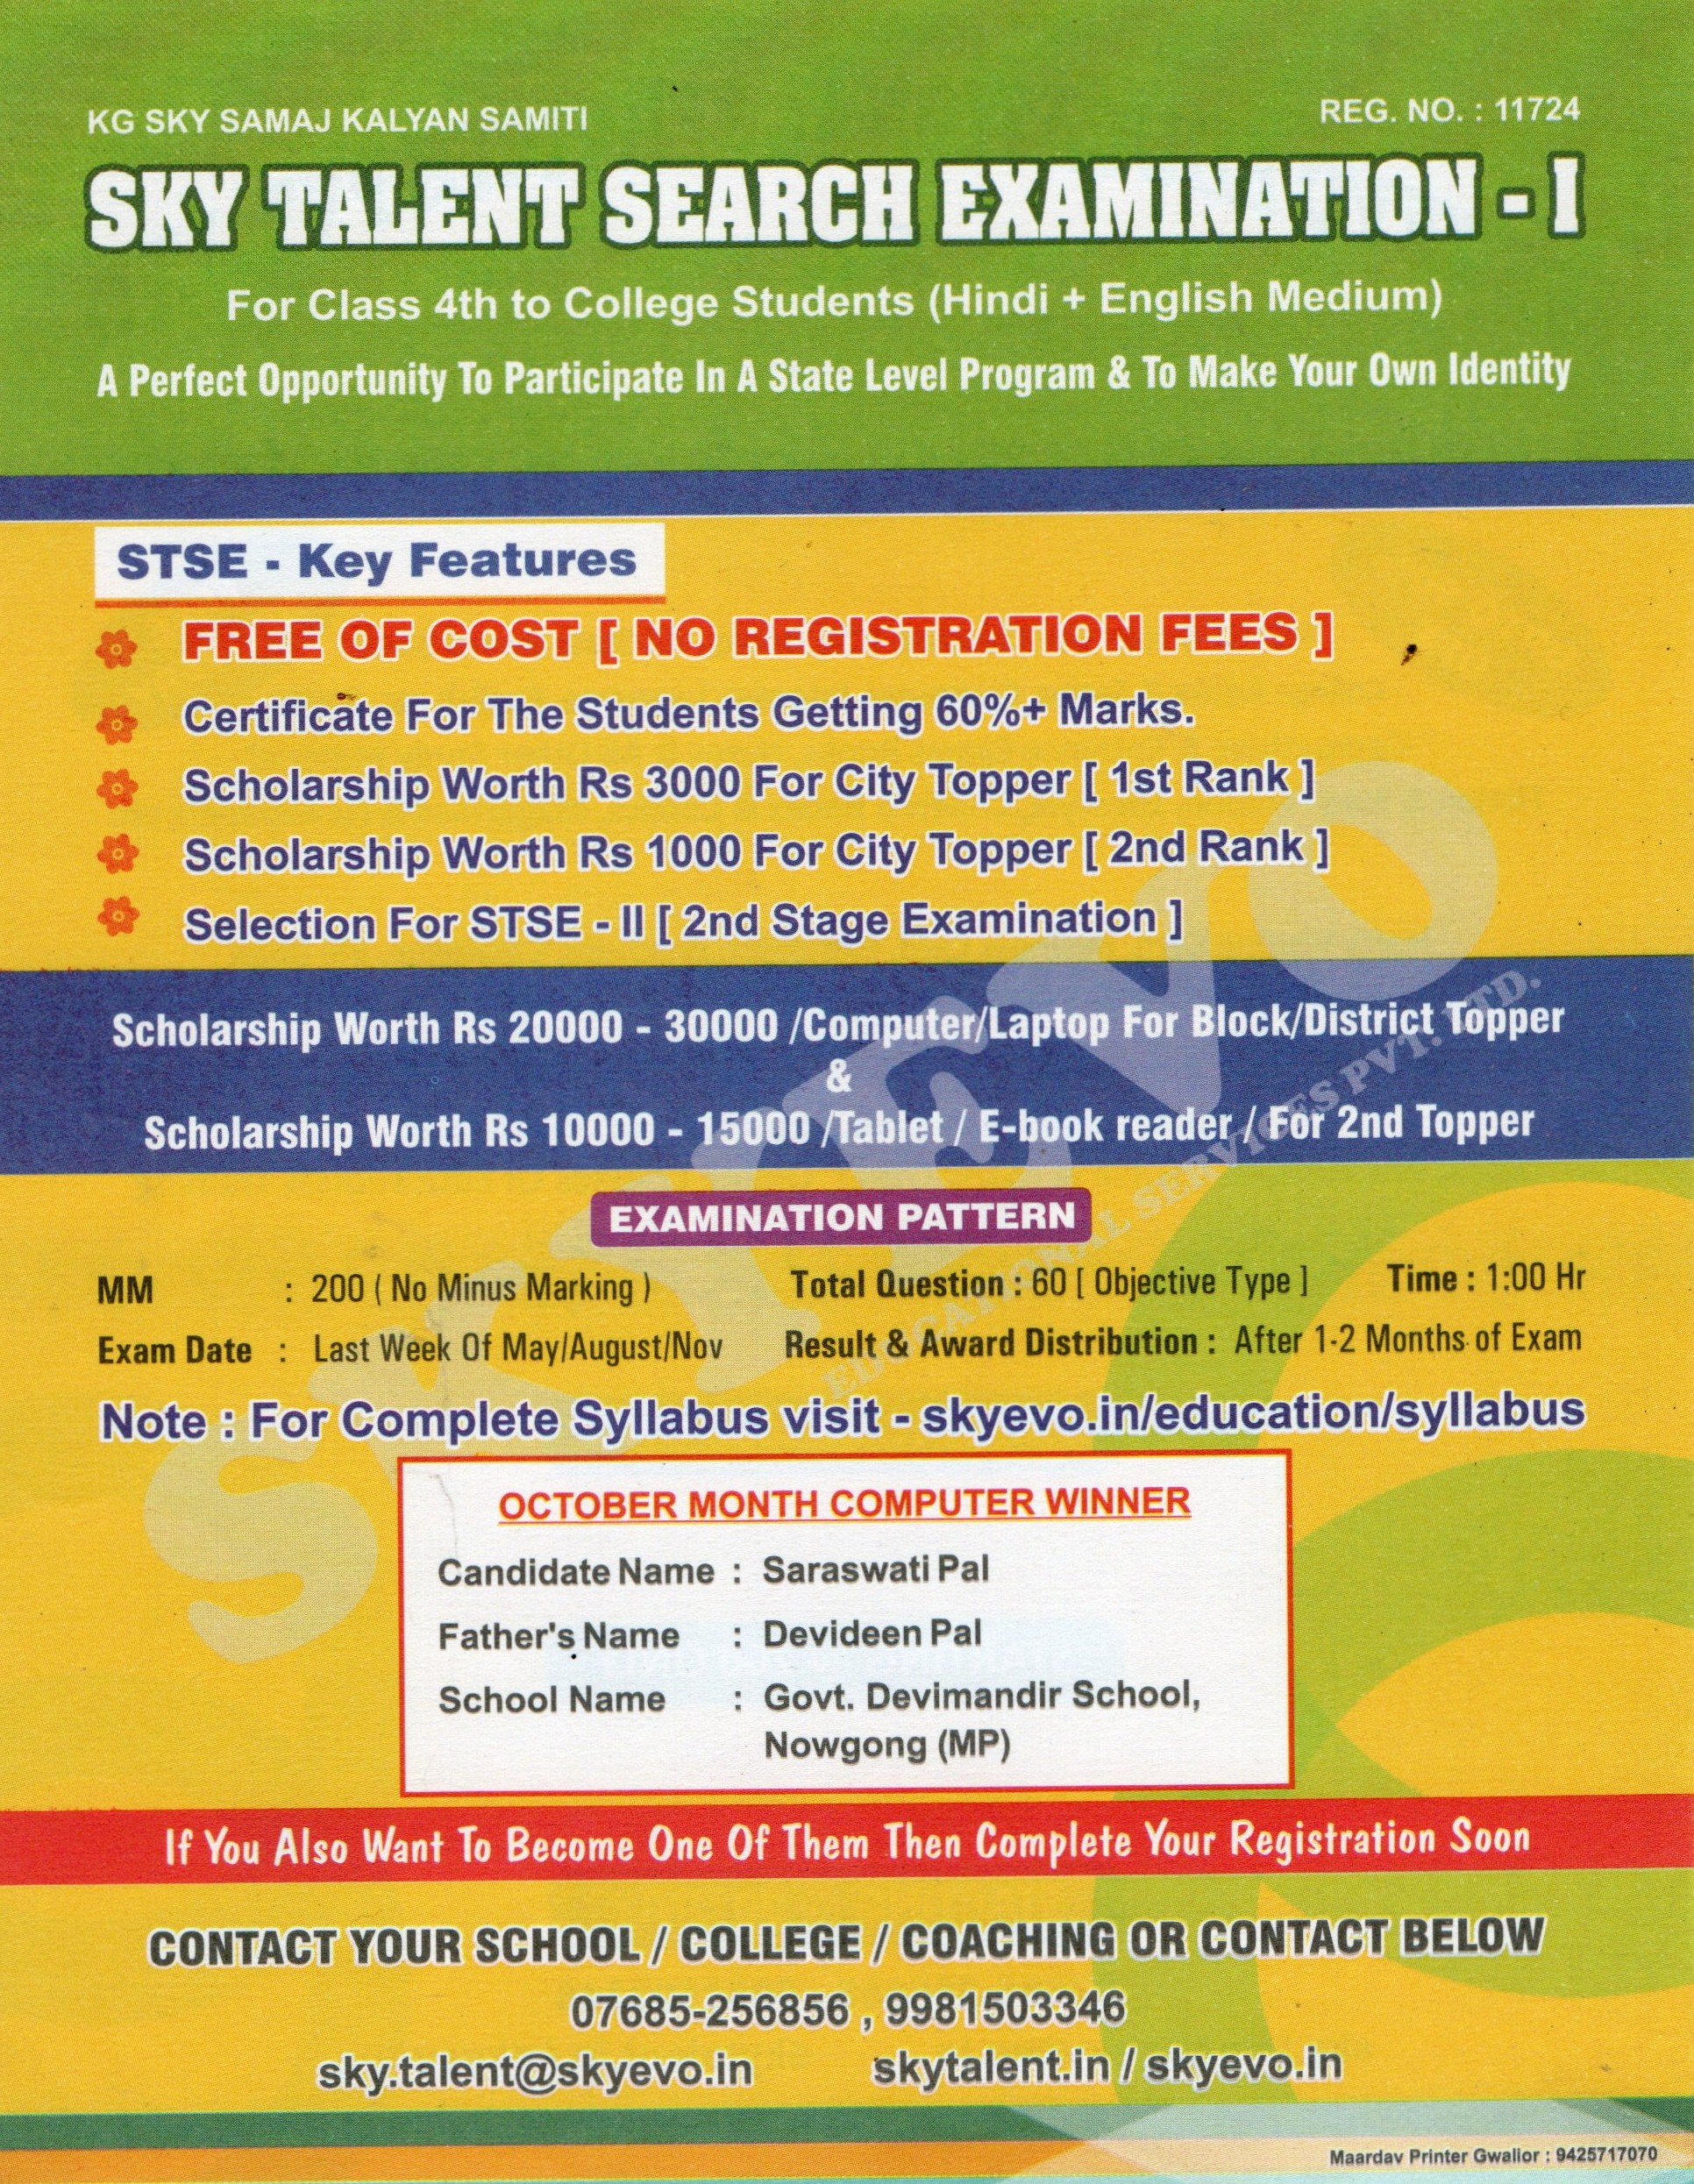 KG SKY SAMAJ KALYAN SAMITI
REG. NO. : 11724
SKY TALENT SEARCH EXAMINATION - I
For Class 4th to College Students (Hindi + English Medium)
A Perfect Opportunity To Participate In A State Level Program & To Make Your Own Identity
STSE - Key Features
FREE OF COST [ NO REGISTRATION FEES ]
Certificate For The Students Getting 60%+ Marks.
Scholarship Worth Rs 3000 For City Topper [ 1st Rank ]
Scholarship Worth Rs 1000 For City Topper [ 2nd Rank ]
Selection For STSE - II [ 2nd Stage Examination ]
Scholarship Worth Rs 20000 - 30000 /Computer/Laptop For Block/District Topper
&
Scholarship Worth Rs 10000 - 15000 /Tablet / E-book reader / For 2nd Topper
SKYEVO
EDUCATIONAL SERVICES PVT. LTD.
EXAMINATION PATTERN
MM : 200 ( No Minus Marking ) Total Question : 60 [ Objective Type ] Time : 1:00 Hr
Exam Date : Last Week Of May/August/Nov Result & Award Distribution : After 1-2 Months of Exam
Note : For Complete Syllabus visit - skyevo.in/education/syllabus
OCTOBER MONTH COMPUTER WINNER
Candidate Name : Saraswati Pal
Father's Name : Devideen Pal
School Name : Govt. Devimandir School,
Nowgong (MP)
If You Also Want To Become One Of Them Then Complete Your Registration Soon
CONTACT YOUR SCHOOL / COLLEGE / COACHING OR CONTACT BELOW
07685-256856 , 9981503346
sky.talent@skyevo.in skytalent.in / skyevo.in
Maardav Printer Gwalior : 9425717070